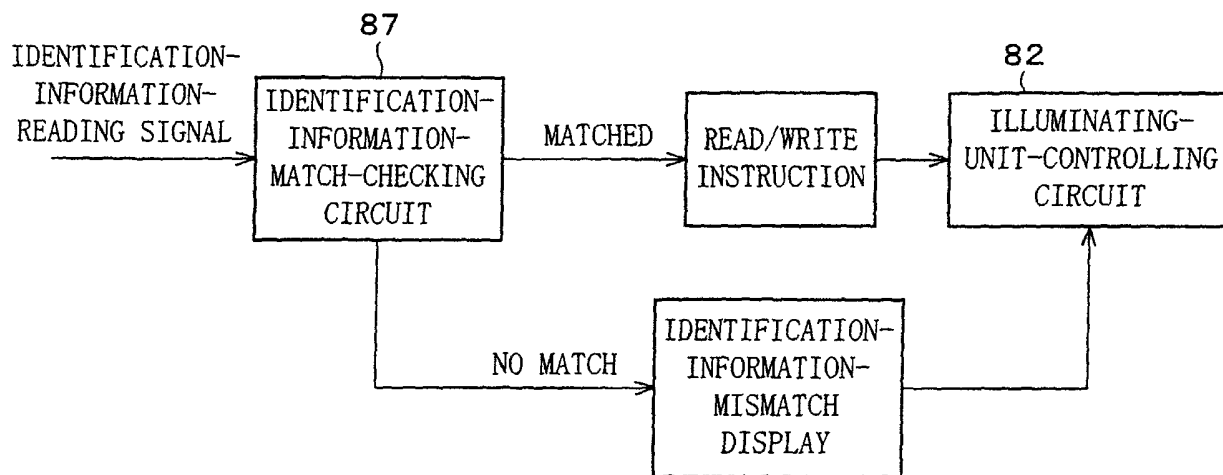 87
IDENTIFICATION-
INFORMATION-
READING SIGNAL
IDENTIFICATION-
INFORMATION-
MATCH-CHECKING
CIRCUIT
MATCHED
READ/WRITE
INSTRUCTION
82
ILLUMINATING-
UNIT-CONTROLLING
CIRCUIT
NO MATCH
IDENTIFICATION-
INFORMATION-
MISMATCH
DISPLAY